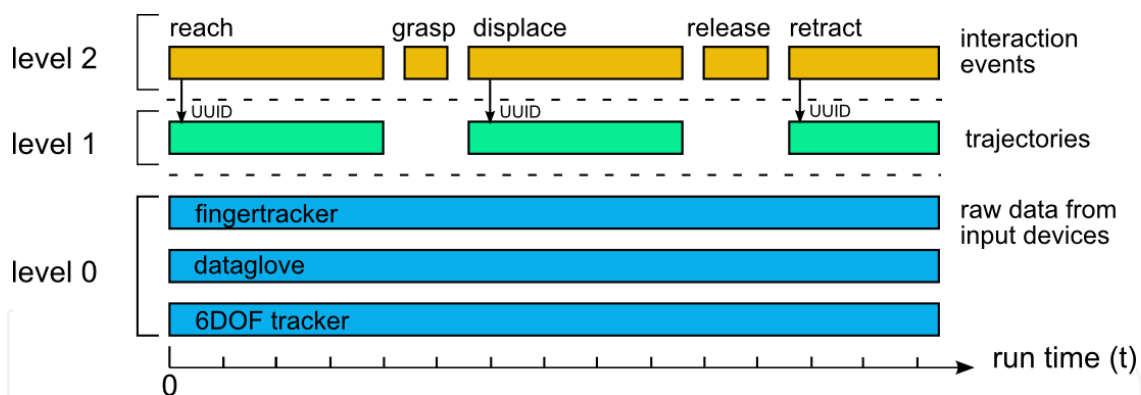 reach grasp displace release retract
level 2
interaction
events
UUID UUID UUID
level 1
trajectories
fingertracker
raw data from
input devices
level 0
dataglove
6DOF tracker
run time (t)
0